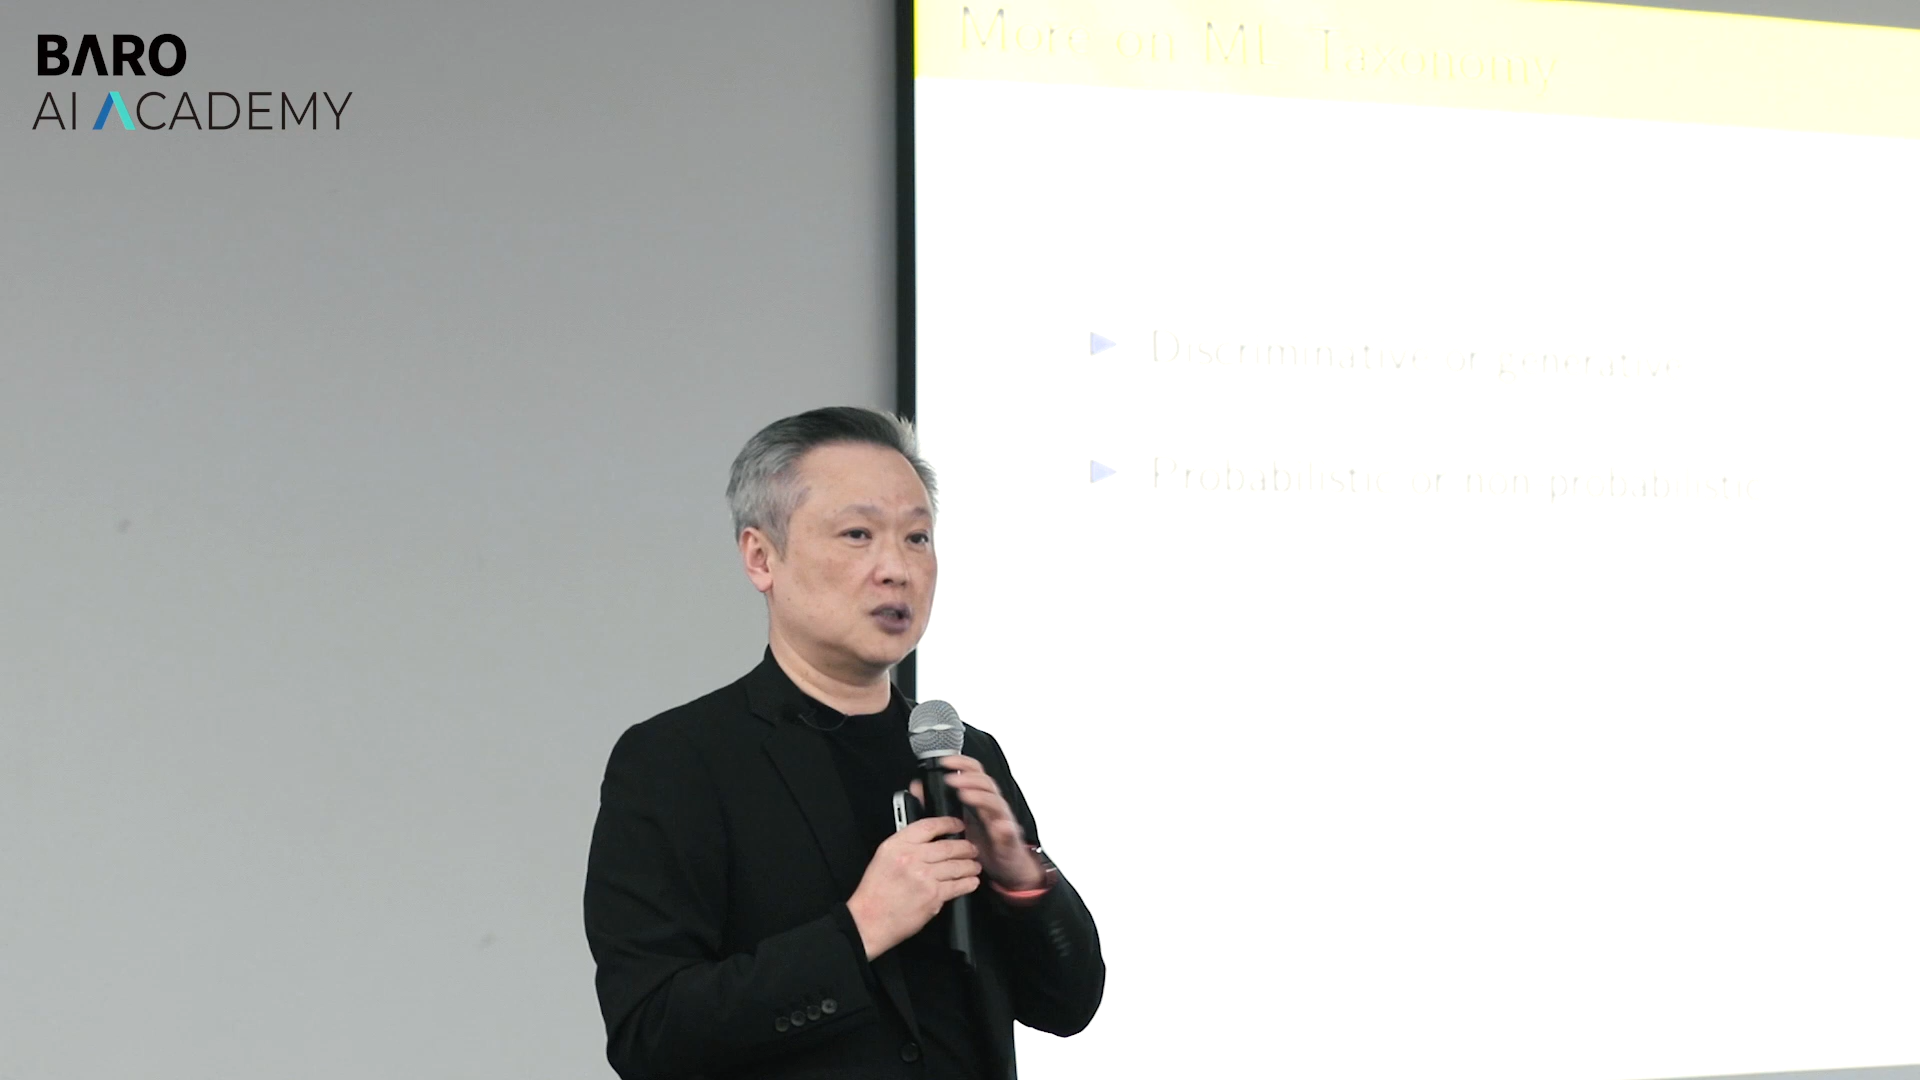 BARO
AI ACADEMY
More on ML Taxonomy
Discriminative or generative
Probabilistic or non-probabilistic